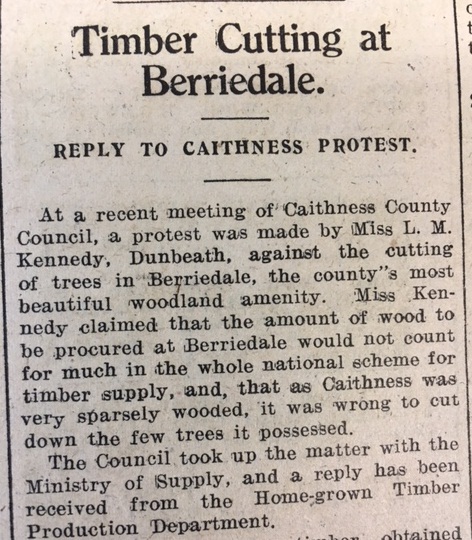 Timber Cutting at
Berriedale.
REPLY TO CAITHNESS PROTEST.
At a recent meeting of Caithness County
Council, a protest was made by Miss L. M.
Kennedy, Dunbeath, against the cutting
of trees in Berriedale, the county"s most
beautiful woodland amenity. Miss Ken-
nedy claimed that the amount of wood to
be procured at Berriedale would not count
for much in the whole national scheme for
timber supply, and, that as Caithness was
very sparsely wooded, it was wrong to cut
down the few trees it possessed.
The Council took up the matter with the
Ministry of Supply, and a reply has been
received from the Home-grown Timber
Production Department.
timber obtained